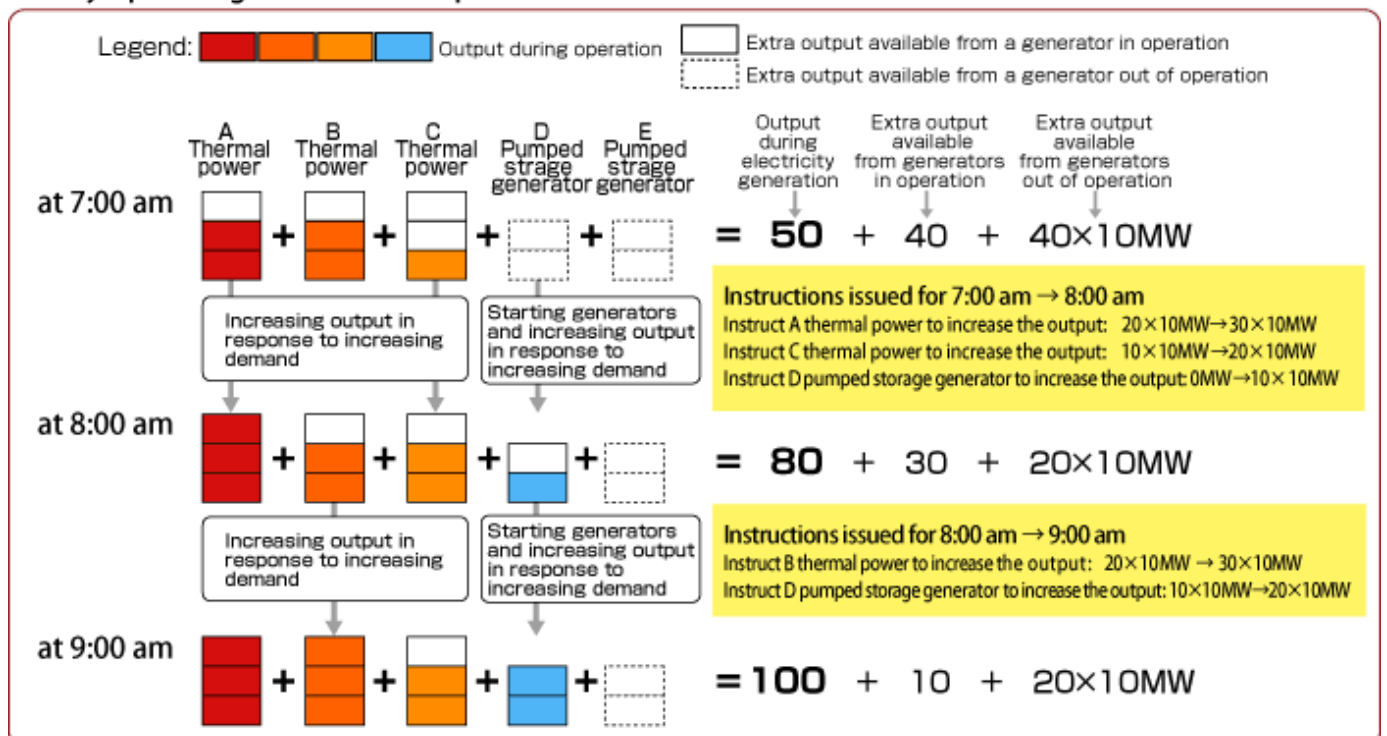 Legend: Output during operation
Extra output available from a generator in operation
Extra output available from a generator out of operation
A
Thermal
power
B
Thermal
power
C
Thermal
power
D
Pumped
strage
generator
E
Pumped
strage
generator
Output
during
electricity
generation
Extra output
available
from generators
in operation
Extra output
available
from generators
out of operation
at 7:00 am
+ + + + = 50 + 40 + 40×10MW
Increasing output in
response to increasing
demand
Starting generators
and increasing output
in response to
increasing demand
Instructions issued for 7:00 am → 8:00 am
Instruct A thermal power to increase the output: 20×10MW→30×10MW
Instruct C thermal power to increase the output: 10×10MW→20×10MW
Instruct D pumped storage generator to increase the output: 0MW→10×10MW
at 8:00 am
+ + + + = 80 + 30 + 20×10MW
Increasing output in
response to increasing
demand
Starting generators
and increasing output
in response to
increasing demand
Instructions issued for 8:00 am → 9:00 am
Instruct B thermal power to increase the output: 20×10MW → 30×10MW
Instruct D pumped storage generator to increase the output: 10×10MW→20×10MW
at 9:00 am
+ + + + = 100 + 10 + 20×10MW